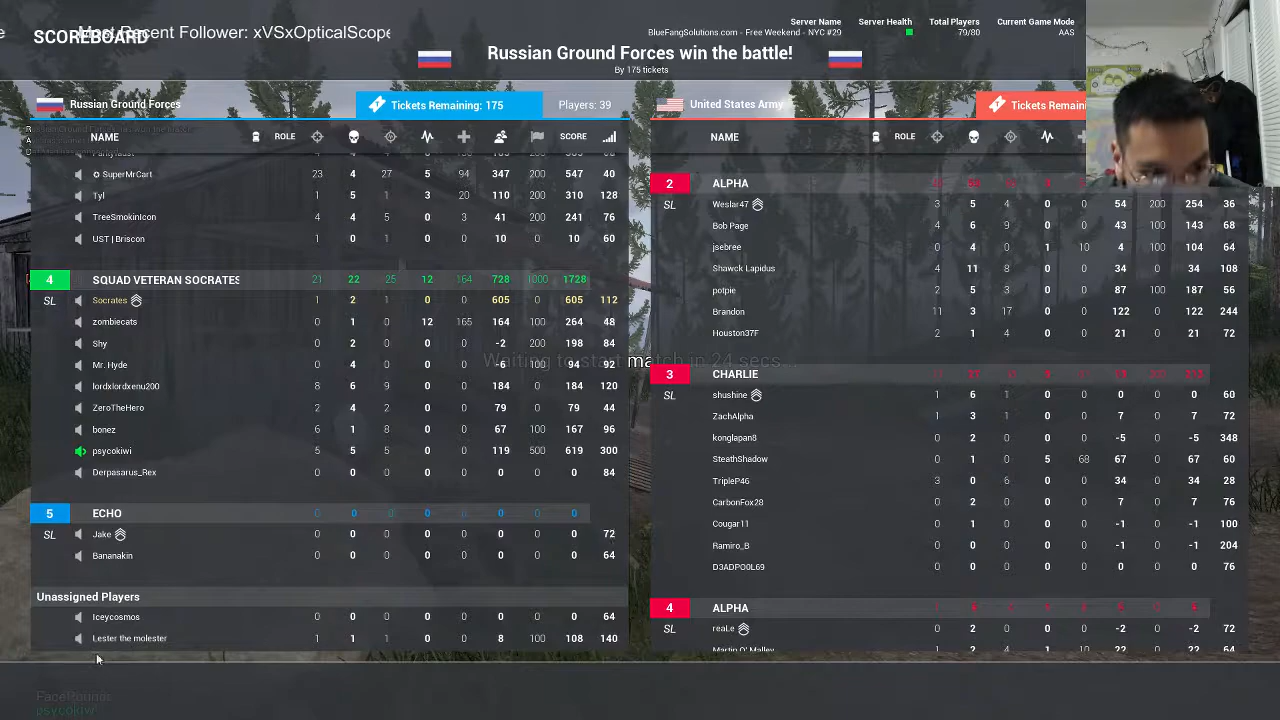 Most Recent Follower: xVSxOpticalScope
SCOREBOARD
Server Name Server Health Total Players Current Game Mode
BlueFangSolutions.com - Free Weekend - NYC #29 79/80 AAS
Russian Ground Forces win the battle!
By 175 tickets
Russian Ground Forces Tickets Remaining: 175 Players: 39
NAME ROLE SCORE
SuperMrCart 23 4 27 5 94 347 200 547 40
Tyl 1 5 1 3 20 110 200 310 128
TreeSmokinIcon 4 4 5 0 3 41 200 241 76
UST | Briscon 1 0 1 0 0 10 0 10 60
4 SQUAD VETERAN SOCRATES 21 22 25 12 164 728 1000 1728
SL Socrates 1 2 1 0 0 605 0 605 112
zombiecats 0 1 0 12 165 164 100 264 48
Shy 0 2 0 0 0 -2 200 198 84
Mr. Hyde 0 4 0 0 0 -6 100 94 92
lordxlordxenu200 8 6 9 0 0 184 0 184 120
ZeroTheHero 2 4 2 0 0 79 0 79 44
bonez 6 1 8 0 0 67 100 167 96
psycokiwi 5 5 5 0 0 119 500 619 300
Derpasarus_Rex 0 0 0 0 0 0 0 0 84
5 ECHO 0 0 0 0 0 0 0 0
SL Jake 0 0 0 0 0 0 0 0 72
Bananakin 0 0 0 0 0 0 0 0 64
Unassigned Players
Iceycosmos 0 0 0 0 0 0 0 0 64
Lester the molester 1 1 1 0 0 8 100 108 140
United States Army Tickets Remain
NAME ROLE
2 ALPHA
SL Weslar47 3 5 4 0 0 54 200 254 36
Bob Page 4 6 9 0 0 43 100 143 68
jsebree 0 4 0 1 10 4 100 104 64
Shawck Lapidus 4 11 8 0 0 34 0 34 108
potpie 2 5 3 0 0 87 100 187 56
Brandon 11 3 17 0 0 122 0 122 244
Houston37F 2 1 4 0 0 21 0 21 72
3 CHARLIE
SL shushine 1 6 1 0 0 0 0 0 60
ZachAlpha 1 3 1 0 0 7 0 7 72
konglapan8 0 2 0 0 0 -5 0 -5 348
SteathShadow 0 1 0 5 68 67 0 67 60
TripleP46 3 0 6 0 0 34 0 34 28
CarbonFox28 0 2 0 0 0 7 0 7 76
Cougar11 0 1 0 0 0 -1 0 -1 100
Ramiro_B 0 0 0 0 0 -1 0 -1 204
D3ADPO0L69 0 0 0 0 0 0 0 0 76
4 ALPHA
SL reaLe 0 2 0 0 0 -2 0 -2 72
Martin O' Malley 1 2 4 1 10 22 0 22 64
Waiting to start match in 24 secs
psycokiwi